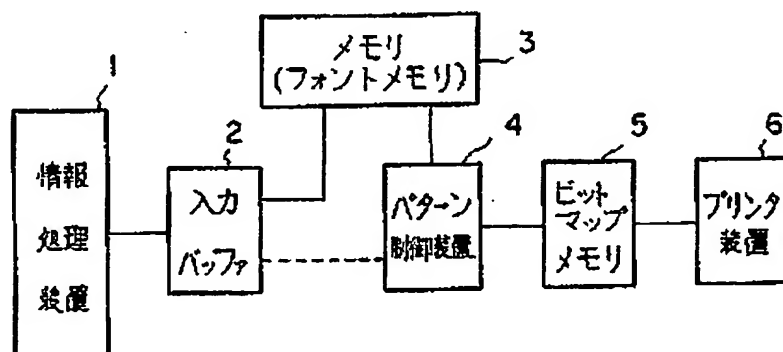 1
情報
処理
装置
2
入力
バッファ
メモリ
(フォントメモリ)
3
4
パターン
制御装置
5
ビット
マップ
メモリ
6
プリンタ
装置